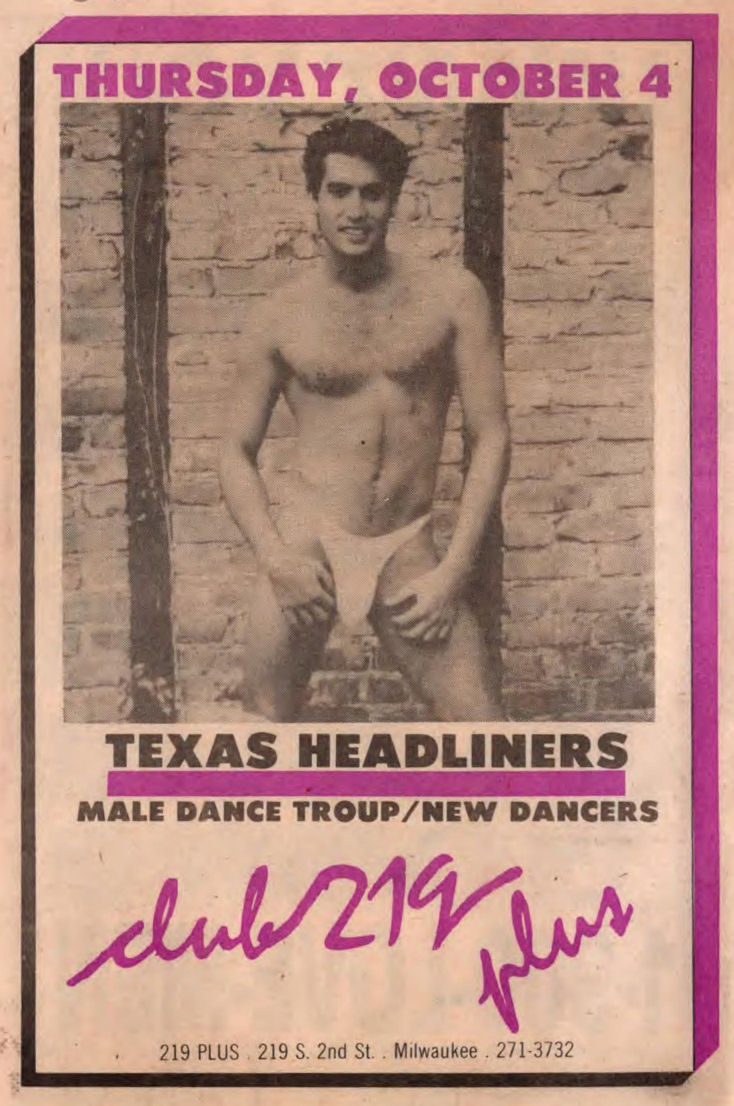 THURSDAY, OCTOBER 4
TEXAS HEADLINERS
MALE DANCE TROUP/NEW DANCERS
club 219
plus
219 PLUS . 219 S. 2nd St. . Milwaukee . 271-3732